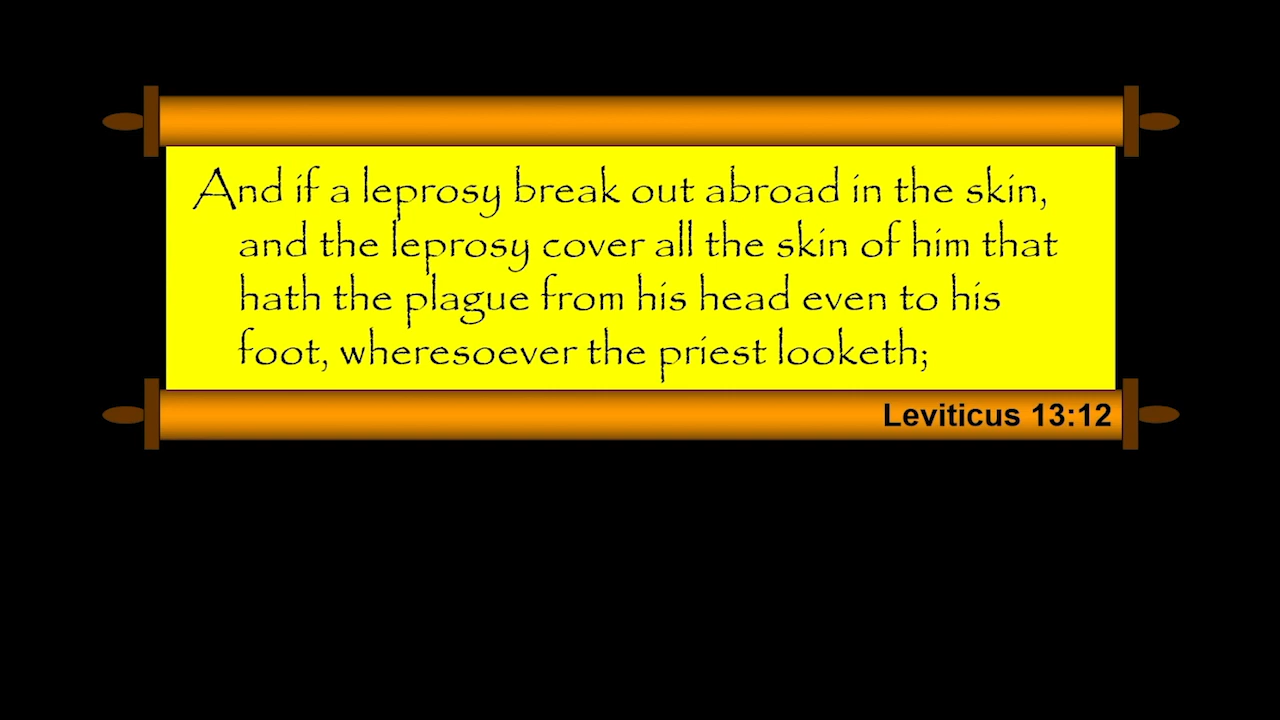 And if a leprosy break out abroad in the skin,
and the leprosy cover all the skin of him that
hath the plague from his head even to his
foot, wheresoever the priest looketh;
Leviticus 13:12